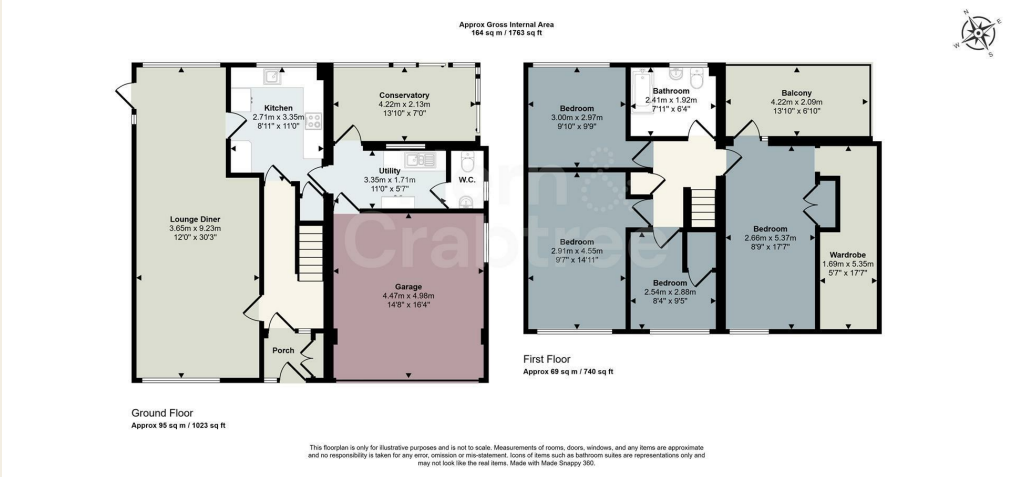 Approx Gross Internal Area
164 sq m / 1763 sq ft
N
E
S
W
Kitchen
2.71m x 3.35m
8'11" x 11'0"
Conservatory
4.22m x 2.13m
13'10" x 7'0"
Utility
3.35m x 1.71m
11'0" x 5'7"
W.C.
Lounge Diner
3.65m x 9.23m
12'0" x 30'3"
Garage
4.47m x 4.98m
14'8" x 16'4"
Porch
Ground Floor
Approx 95 sq m / 1023 sq ft
Bedroom
3.00m x 2.97m
9'10" x 9'9"
Bathroom
2.41m x 1.92m
7'11" x 6'4"
Balcony
4.22m x 2.09m
13'10" x 6'10"
Bedroom
2.91m x 4.55m
9'7" x 14'11"
Bedroom
2.54m x 2.88m
8'4" x 9'5"
Bedroom
2.66m x 5.37m
8'9" x 17'7"
Wardrobe
1.69m x 5.35m
5'7" x 17'7"
First Floor
Approx 69 sq m / 740 sq ft
Crabtree
This floorplan is only for illustrative purposes and is not to scale. Measurements of rooms, doors, windows, and any items are approximate
and no responsibility is taken for any error, omission or mis-statement. Icons of items such as bathroom suites are representations only and
may not look like the real items. Made with Made Snappy 360.